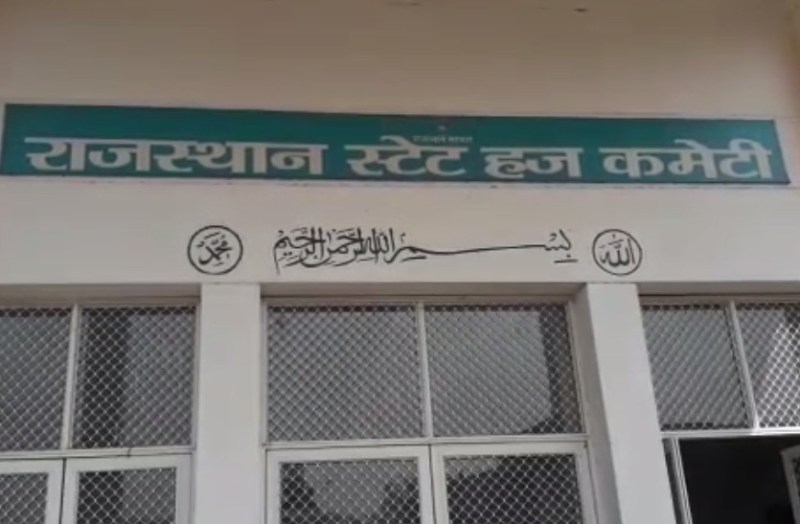 राजस्थान स्टेट हज कमेटी
الله
بسم الله الرحمن الرحيم
محمد